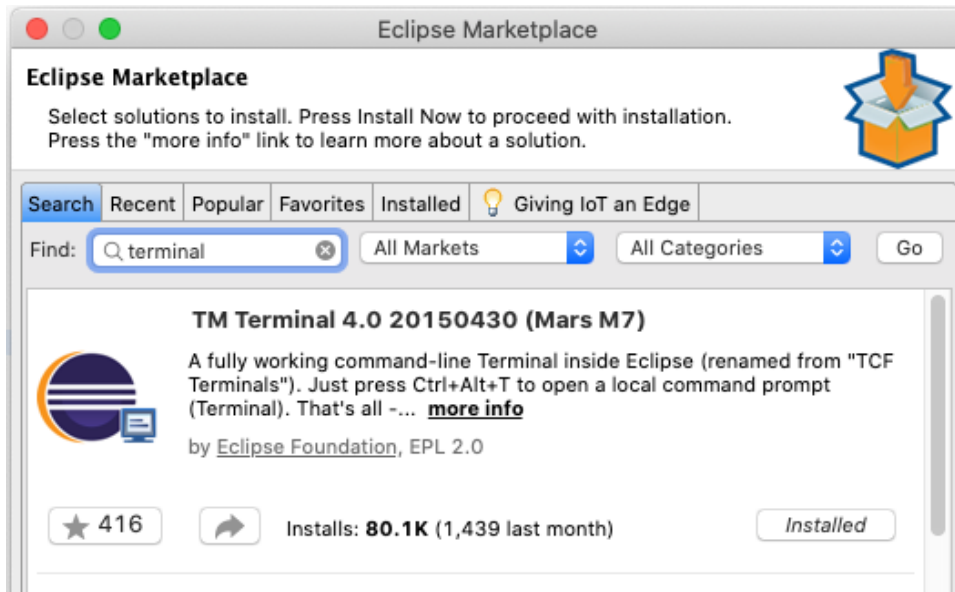 Eclipse Marketplace
Eclipse Marketplace
Select solutions to install. Press Install Now to proceed with installation.
Press the "more info" link to learn more about a solution.
Search Recent Popular Favorites Installed Giving IoT an Edge
Find: terminal All Markets All Categories Go
TM Terminal 4.0 20150430 (Mars M7)
A fully working command-line Terminal inside Eclipse (renamed from "TCF
Terminals"). Just press Ctrl+Alt+T to open a local command prompt
(Terminal). That's all -... more info
by Eclipse Foundation, EPL 2.0
416 Installs: 80.1K (1,439 last month) Installed